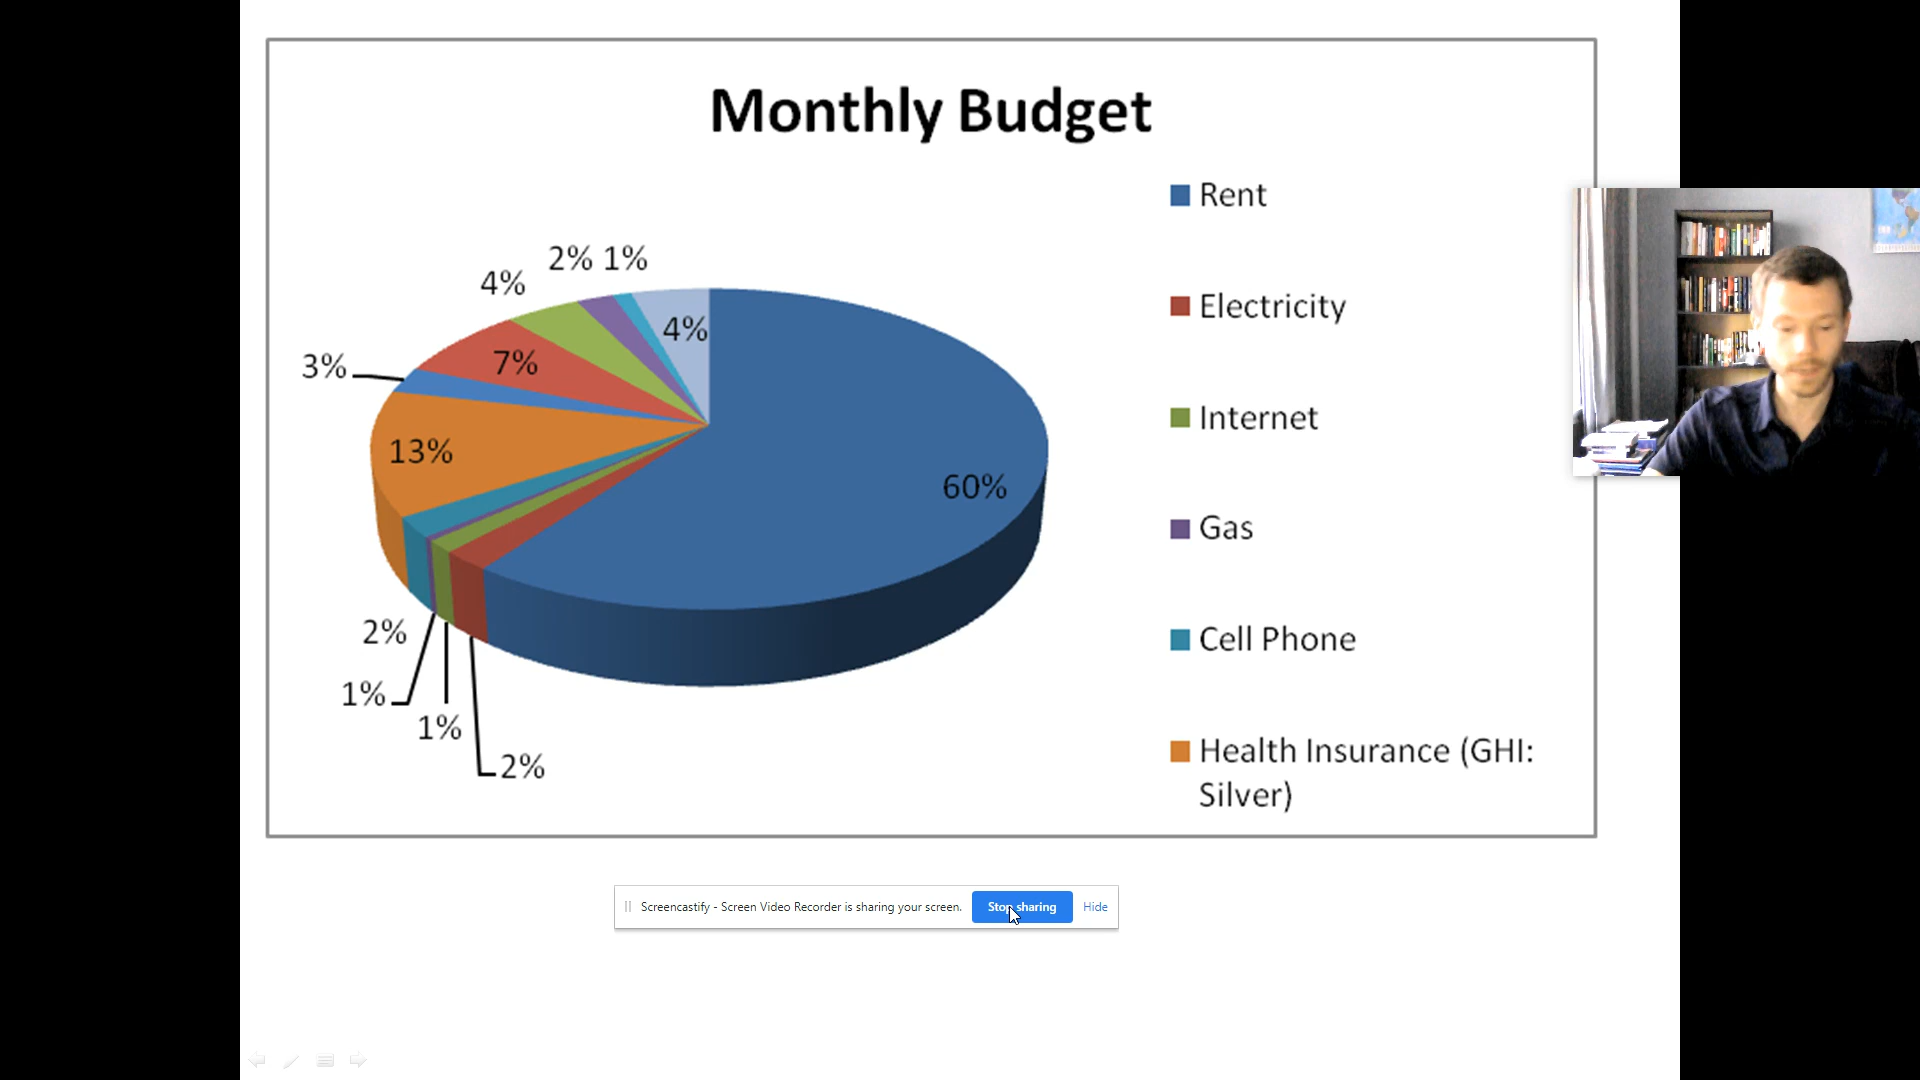 Monthly Budget
Rent
Electricity
Internet
Gas
Cell Phone
Health Insurance (GHI:
Silver)
2% 1%
4%
4%
3%
7%
13%
60%
2%
1%
1%
2%
Screencastify - Screen Video Recorder is sharing your screen. Stop sharing Hide